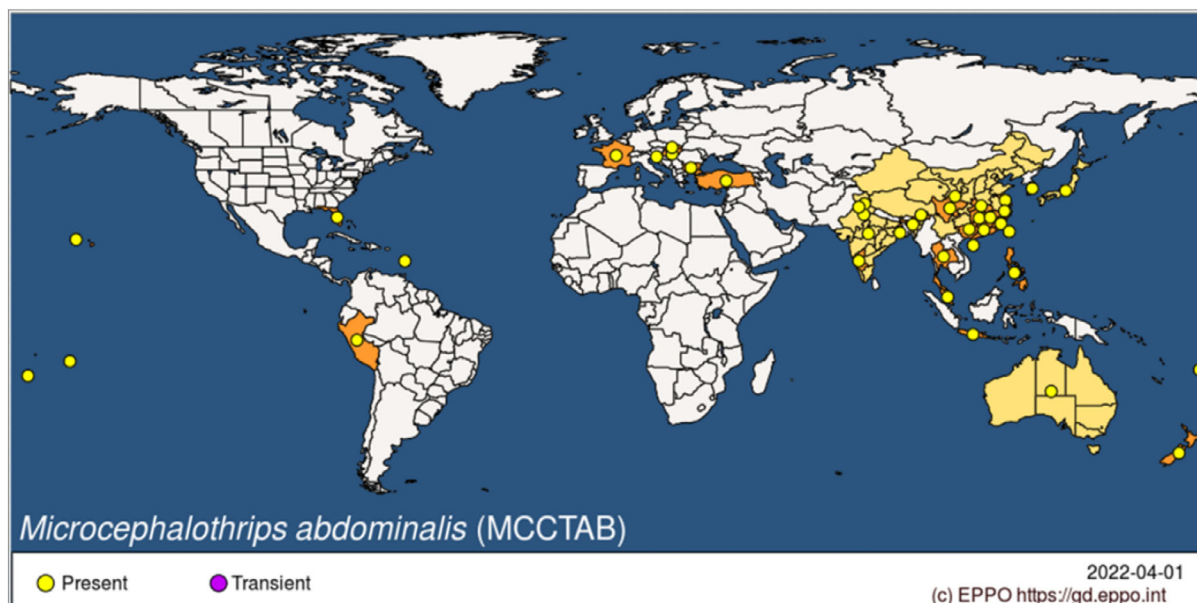 Microcephalothrips abdominalis (MCCTAB)
Present
Transient
2022-04-01
(c) EPPO https://gd.eppo.int